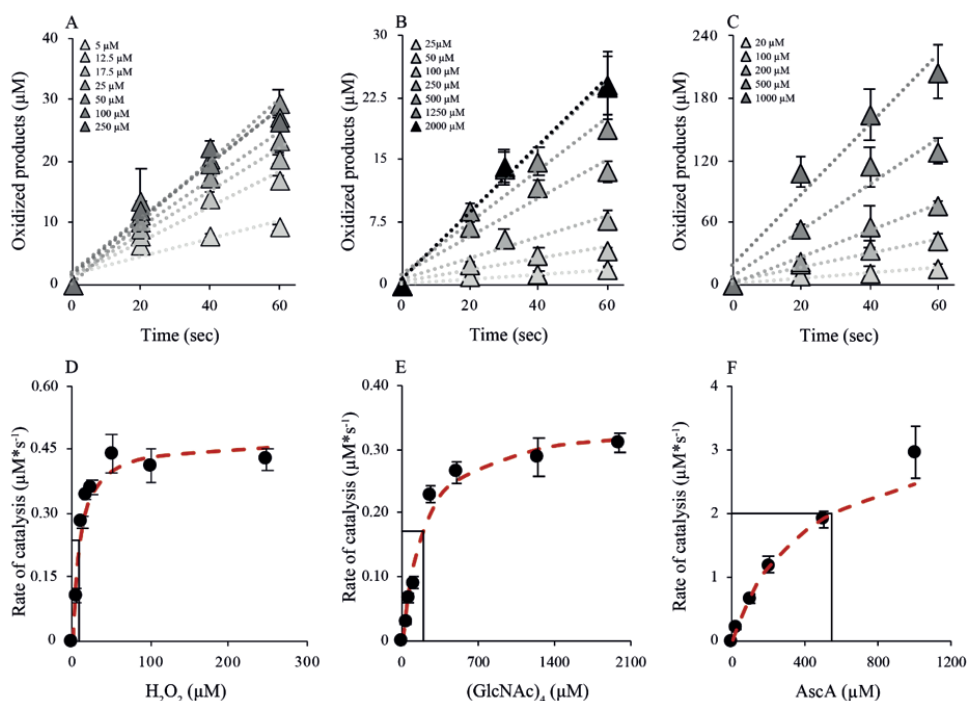 A
5 µM
12.5 µM
17.5 µM
25 µM
50 µM
100 µM
250 µM
Oxidized products (µM)
40
30
20
10
0
0 20 40 60
Time (sec)
B
25µM
50 µM
100 µM
250 µM
500 µM
1250 µM
2000 µM
Oxidized products (µM)
30
22.5
15
7.5
0
0 20 40 60
Time (sec)
C
20 µM
100 µM
200 µM
500 µM
1000 µM
Oxidized products (µM)
240
180
120
60
0
0 20 40 60
Time (sec)
D
Rate of catalysis (µM*s⁻¹)
0.60
0.45
0.30
0.15
0
0 100 200 300
H₂O₂ (µM)
E
Rate of catalysis (µM*s⁻¹)
0.40
0.30
0.20
0.10
0
0 700 1400 2100
(GlcNAc)₄ (µM)
F
Rate of catalysis (µM*s⁻¹)
4
3
2
1
0
0 400 800 1200
AscA (µM)